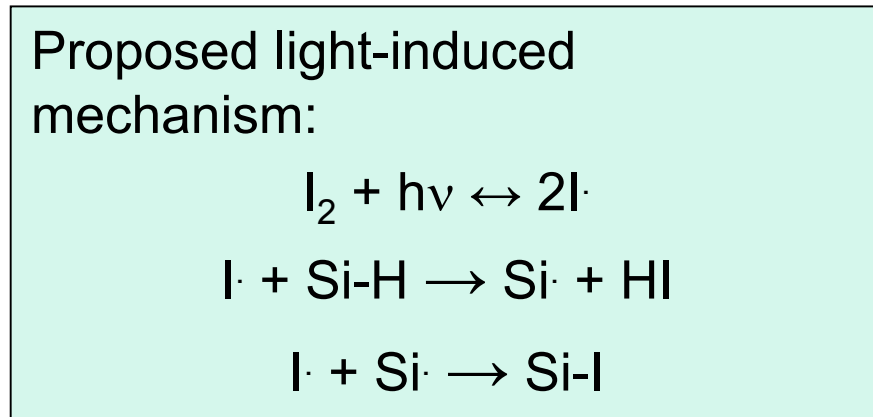 Proposed light-induced
mechanism:
I₂ + hν ↔ 2I·
I· + Si-H → Si· + HI
I· + Si· → Si-I